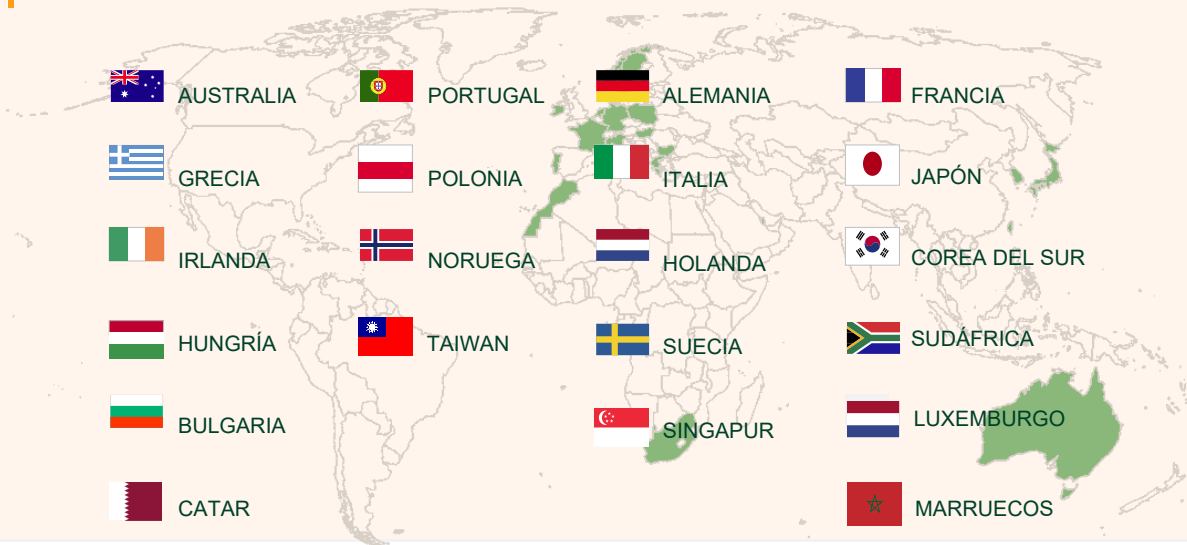 AUSTRALIA
PORTUGAL
ALEMANIA
FRANCIA
GRECIA
POLONIA
ITALIA
JAPÓN
IRLANDA
NORUEGA
HOLANDA
COREA DEL SUR
HUNGRÍA
TAIWAN
SUECIA
SUDÁFRICA
BULGARIA
SINGAPUR
LUXEMBURGO
CATAR
MARRUECOS